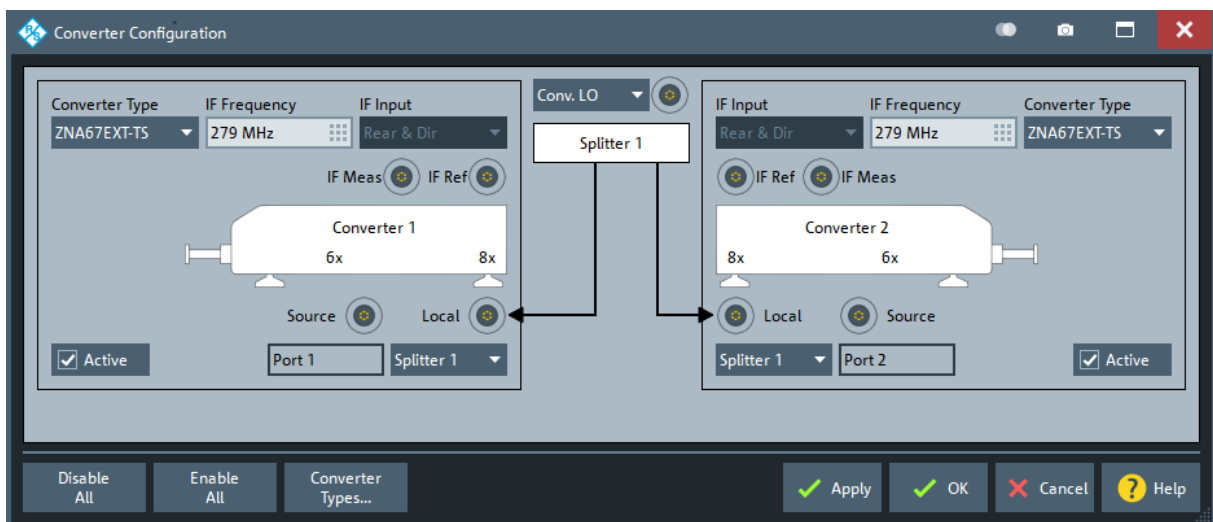 R&S Converter Configuration
Converter Type IF Frequency IF Input
ZNA67EXT-TS 279 MHz Rear & Dir
IF Meas IF Ref
Converter 1
6x 8x
Source Local
Active Port 1 Splitter 1
Conv. LO
Splitter 1
IF Input IF Frequency Converter Type
Rear & Dir 279 MHz ZNA67EXT-TS
IF Ref IF Meas
Converter 2
8x 6x
Local Source
Splitter 1 Port 2 Active
Disable
All
Enable
All
Converter
Types...
Apply OK Cancel ? Help